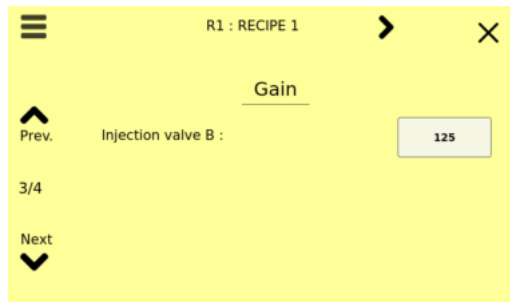 R1 : RECIPE 1
Gain
Prev.
Injection valve B :
125
3/4
Next